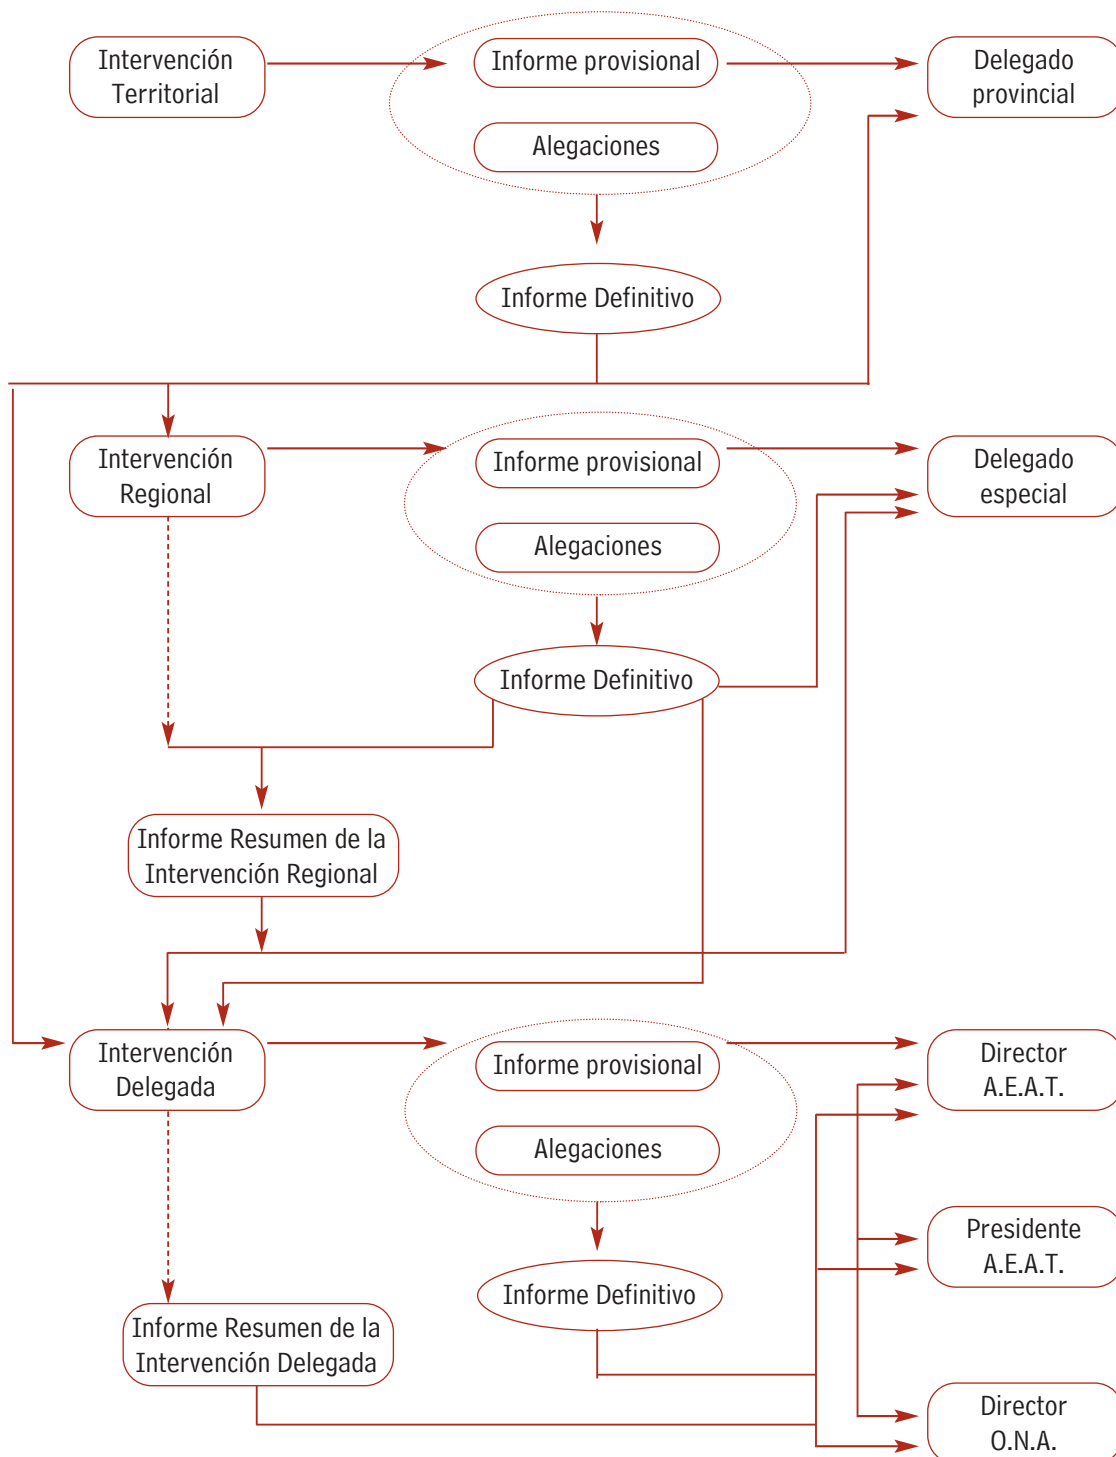 Intervención
Territorial
Informe provisional
Alegaciones
Delegado
provincial
Informe Definitivo
Intervención
Regional
Informe provisional
Alegaciones
Delegado
especial
Informe Definitivo
Informe Resumen de la
Intervención Regional
Intervención
Delegada
Informe provisional
Alegaciones
Director
A.E.A.T.
Presidente
A.E.A.T.
Informe Definitivo
Informe Resumen de la
Intervención Delegada
Director
O.N.A.